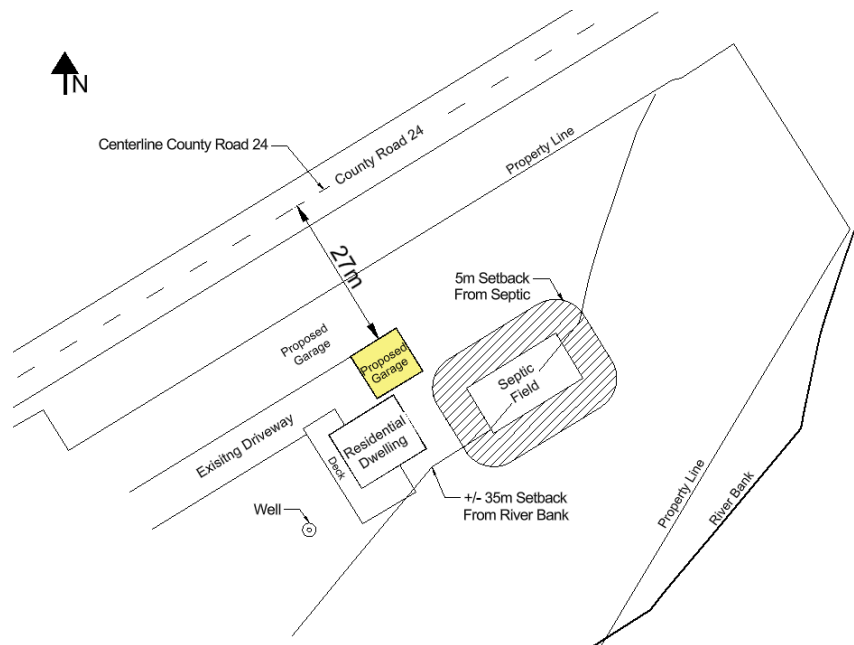 N
Centerline County Road 24
County Road 24
Property Line
27m
5m Setback
From Septic
Proposed
Garage
Proposed
Garage
Septic
Field
Exisitng Driveway
Residential
Dwelling
Deck
Well
+/- 35m Setback
From River Bank
Property Line
River Bank